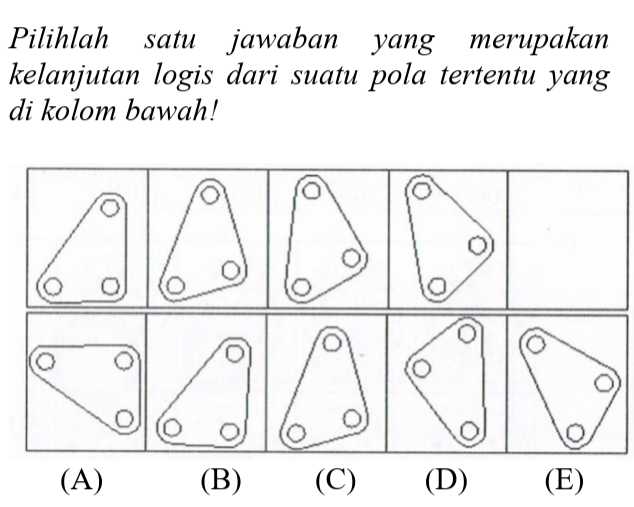 Pilihlah satu jawaban yang merupakan
kelanjutan logis dari suatu pola tertentu yang
di kolom bawah!
(A) (B) (C) (D) (E)